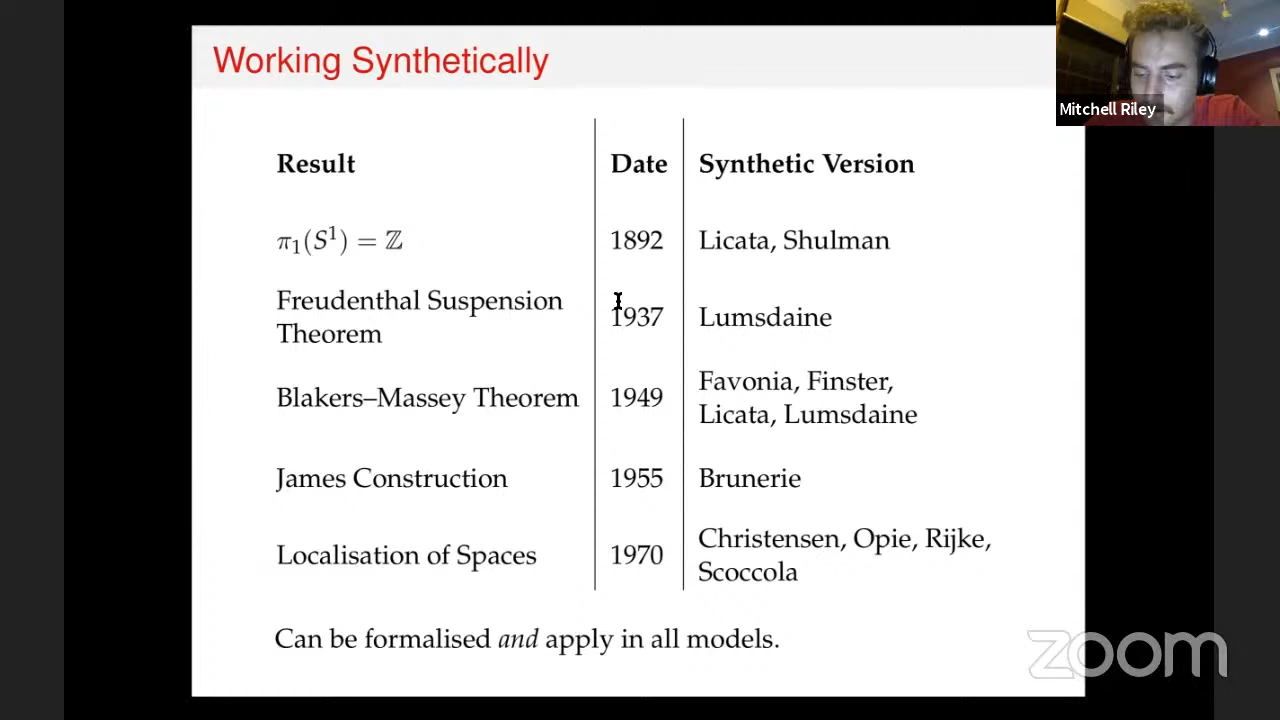 Working Synthetically
Mitchell Riley
Result Date Synthetic Version
π₁(S¹) = ℤ 1892 Licata, Shulman
Freudenthal Suspension
Theorem
1937 Lumsdaine
Blakers–Massey Theorem 1949 Favonia, Finster,
Licata, Lumsdaine
James Construction 1955 Brunerie
Localisation of Spaces 1970 Christensen, Opie, Rijke,
Scoccola
Can be formalised and apply in all models.
zoom